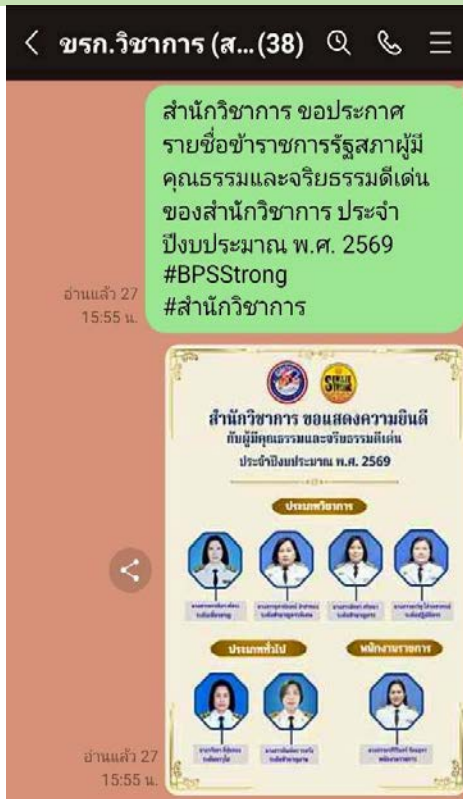 ขรก.วิชาการ (ส... (38)
สำนักวิชาการ ขอประกาศ
รายชื่อข้าราชการรัฐสภาผู้มี
คุณธรรมและจริยธรรมดีเด่น
ของสำนักวิชาการ ประจำ
ปีงบประมาณ พ.ศ. 2569
#BPSStrong
#สำนักวิชาการ
อ่านแล้ว 27
15:55 น.
สำนักวิชาการ ขอแสดงความยินดี
กับผู้มีคุณธรรมและจริยธรรมดีเด่น
ประจำปีงบประมาณ พ.ศ. 2569
ประเภทวิชาการ
ประเภททั่วไป
พนักงานราชการ
อ่านแล้ว 27
15:55 น.